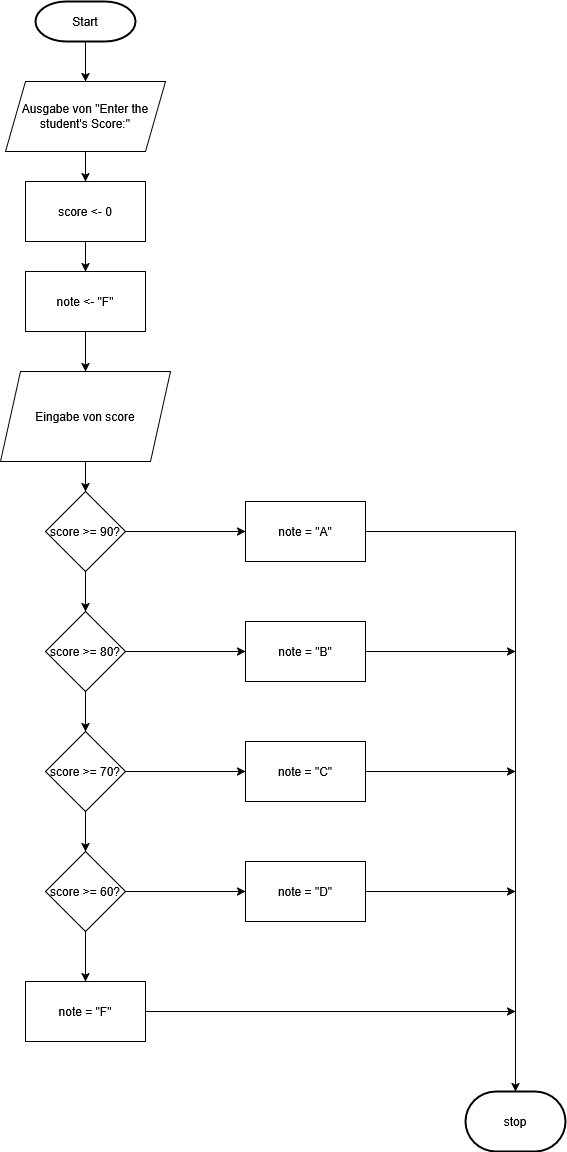 Start
Ausgabe von "Enter the
student's Score:"
score <- 0
note <- "F"
Eingabe von score
score >= 90?
note = "A"
score >= 80?
note = "B"
score >= 70?
note = "C"
score >= 60?
note = "D"
note = "F"
stop